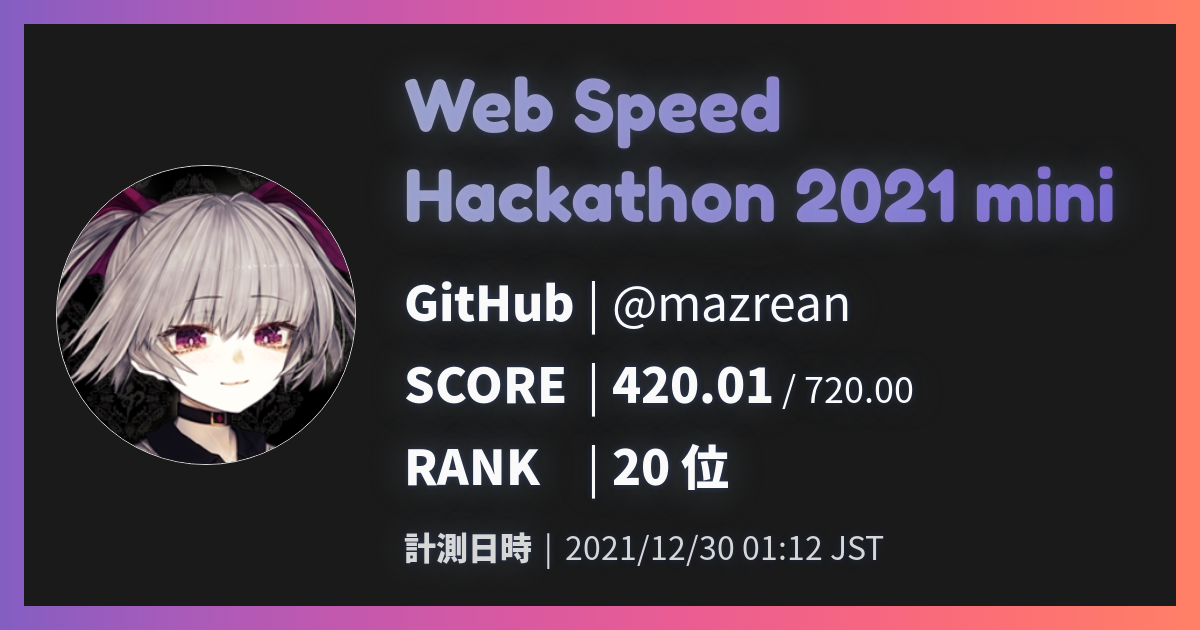 Web Speed
Hackathon 2021 mini
GitHub | @mazrean
SCORE | 420.01 / 720.00
RANK | 20 位
計測日時 | 2021/12/30 01:12 JST